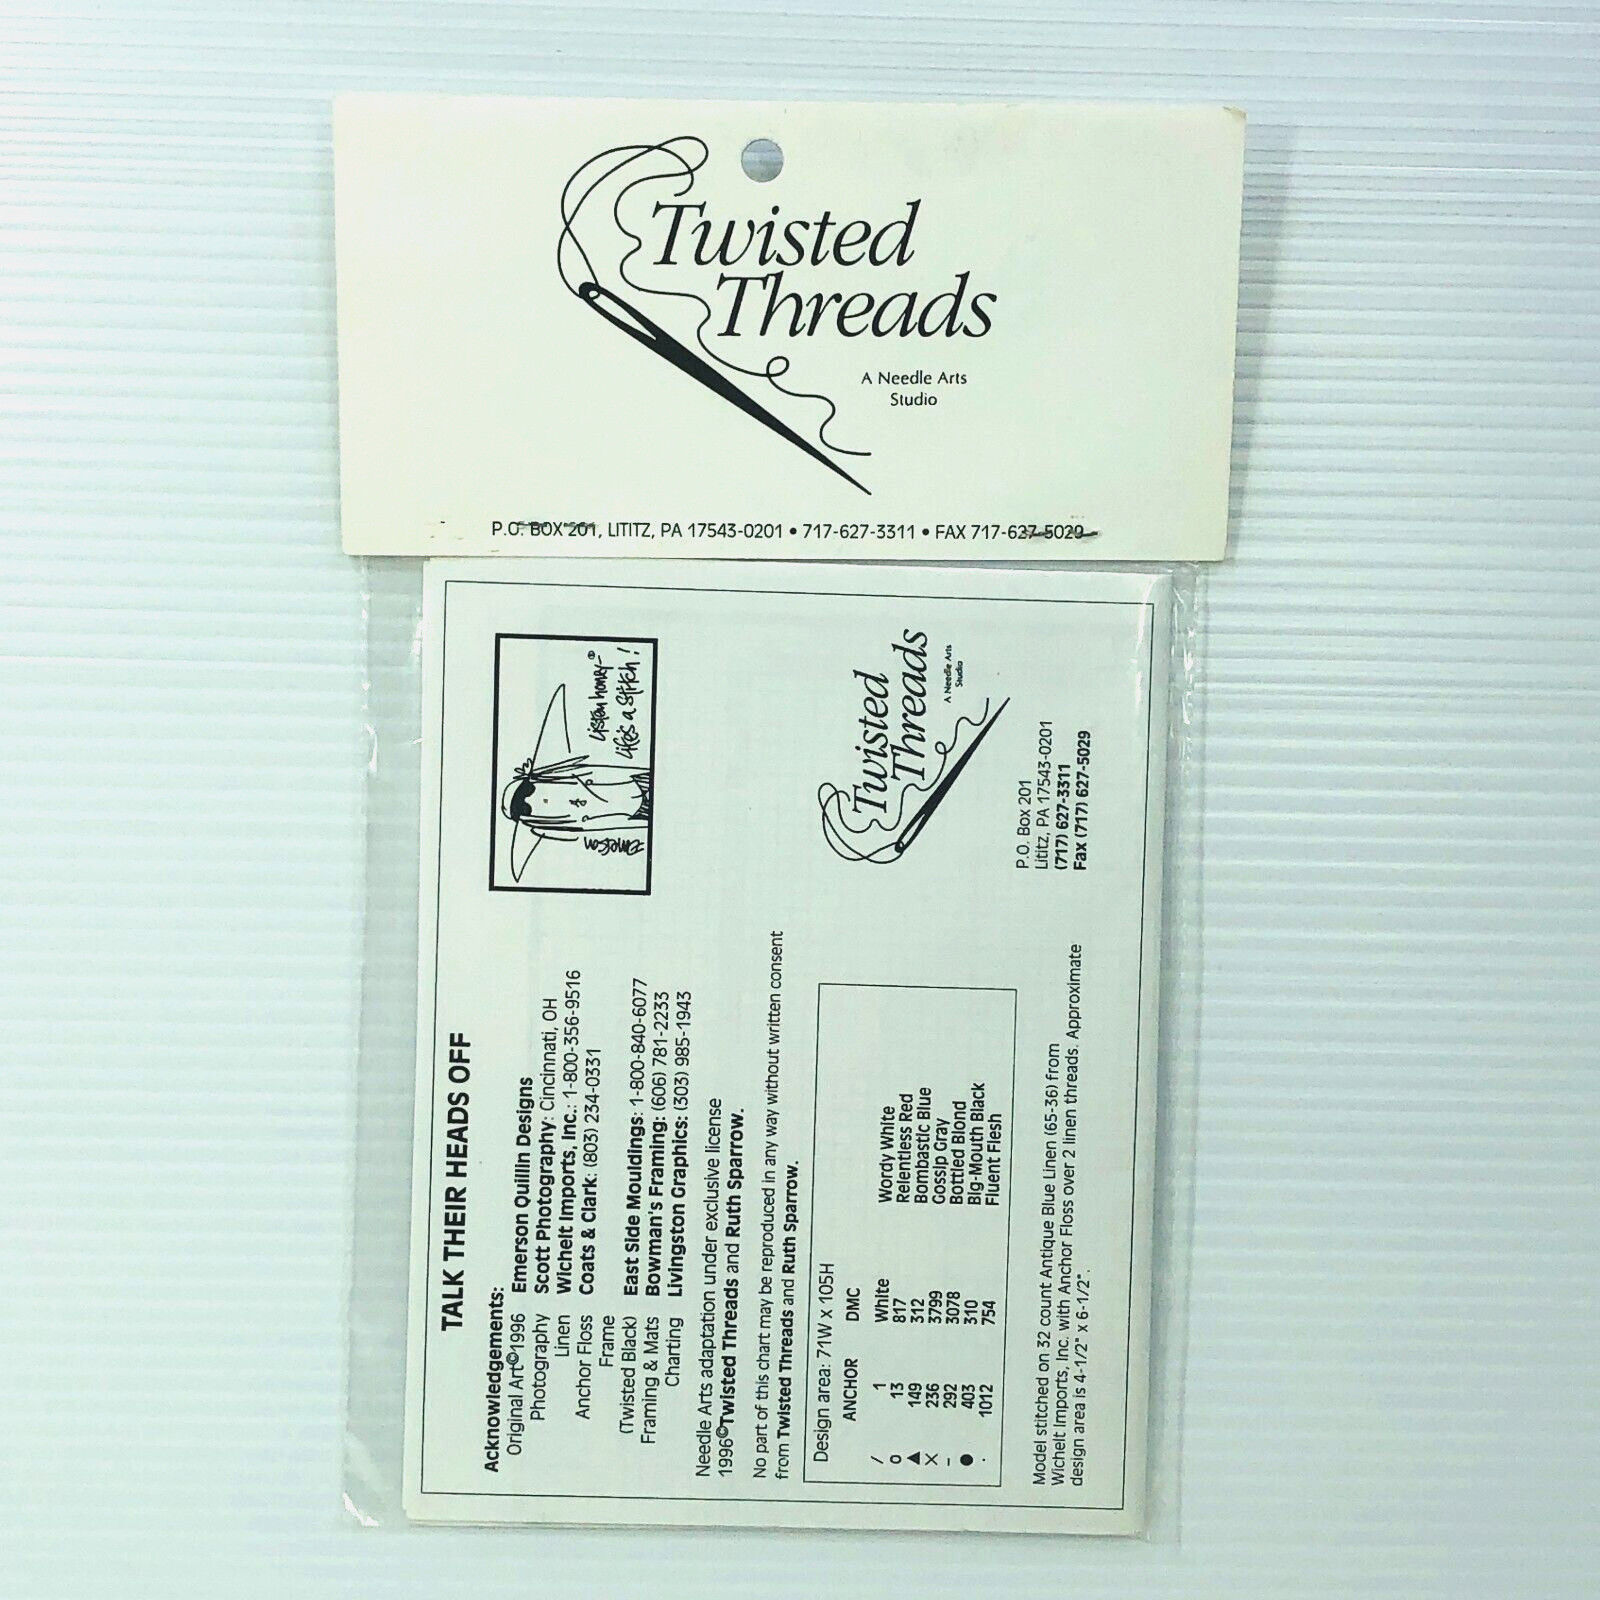 Twisted
Threads
A Needle Arts
Studio
P.O. BOX 201, LITITZ, PA 17543-0201 • 717-627-3311 • FAX 717-627-5029
TALK THEIR HEADS OFF
Acknowledgements:
Original Art©1996 Emerson Quillin Designs
Photography Scott Photography: Cincinnati, OH
Linen Wichelt Imports, Inc.: 1-800-356-9516
Anchor Floss Coats & Clark: (803) 234-0331
Frame
(Twisted Black) East Side Mouldings: 1-800-840-6077
Framing & Mats Bowman's Framing: (606) 781-2233
Charting Livingston Graphics: (303) 985-1943
Needle Arts adaptation under exclusive license
1996©Twisted Threads and Ruth Sparrow.
No part of this chart may be reproduced in any way without written consent
from Twisted Threads and Ruth Sparrow.
Design area: 71W x 105H
ANCHOR DMC
/ 1 White Wordy White
o 13 817 Relentless Red
▲ 149 312 Bombastic Blue
X 236 3799 Gossip Gray
– 292 3078 Bottled Blond
● 403 310 Big-Mouth Black
· 1012 754 Fluent Flesh
Model stitched on 32 count Antique Blue Linen (65-36) from
Wichelt Imports, Inc. with Anchor Floss over 2 linen threads. Approximate
design area is 4-1/2" x 6-1/2".
Emerson
Listen honey-®
Life's a Stitch!
Twisted
Threads
A Needle Arts
Studio
P.O. Box 201
Lititz, PA 17543-0201
(717) 627-3311
Fax (717) 627-5029